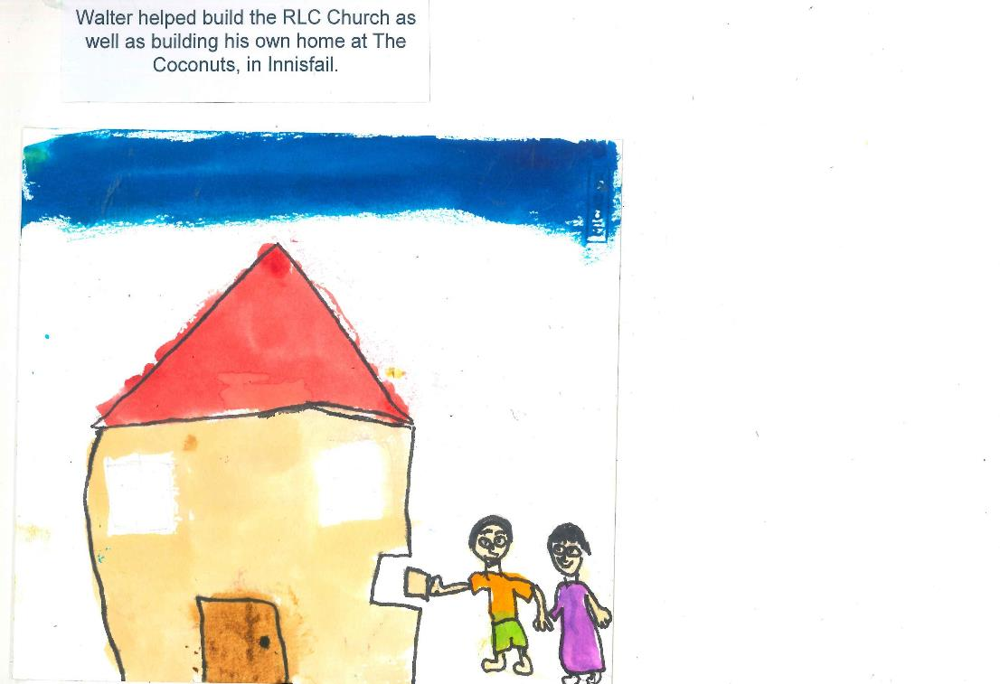 Walter helped build the RLC Church as
well as building his own home at The
Coconuts, in Innisfail.